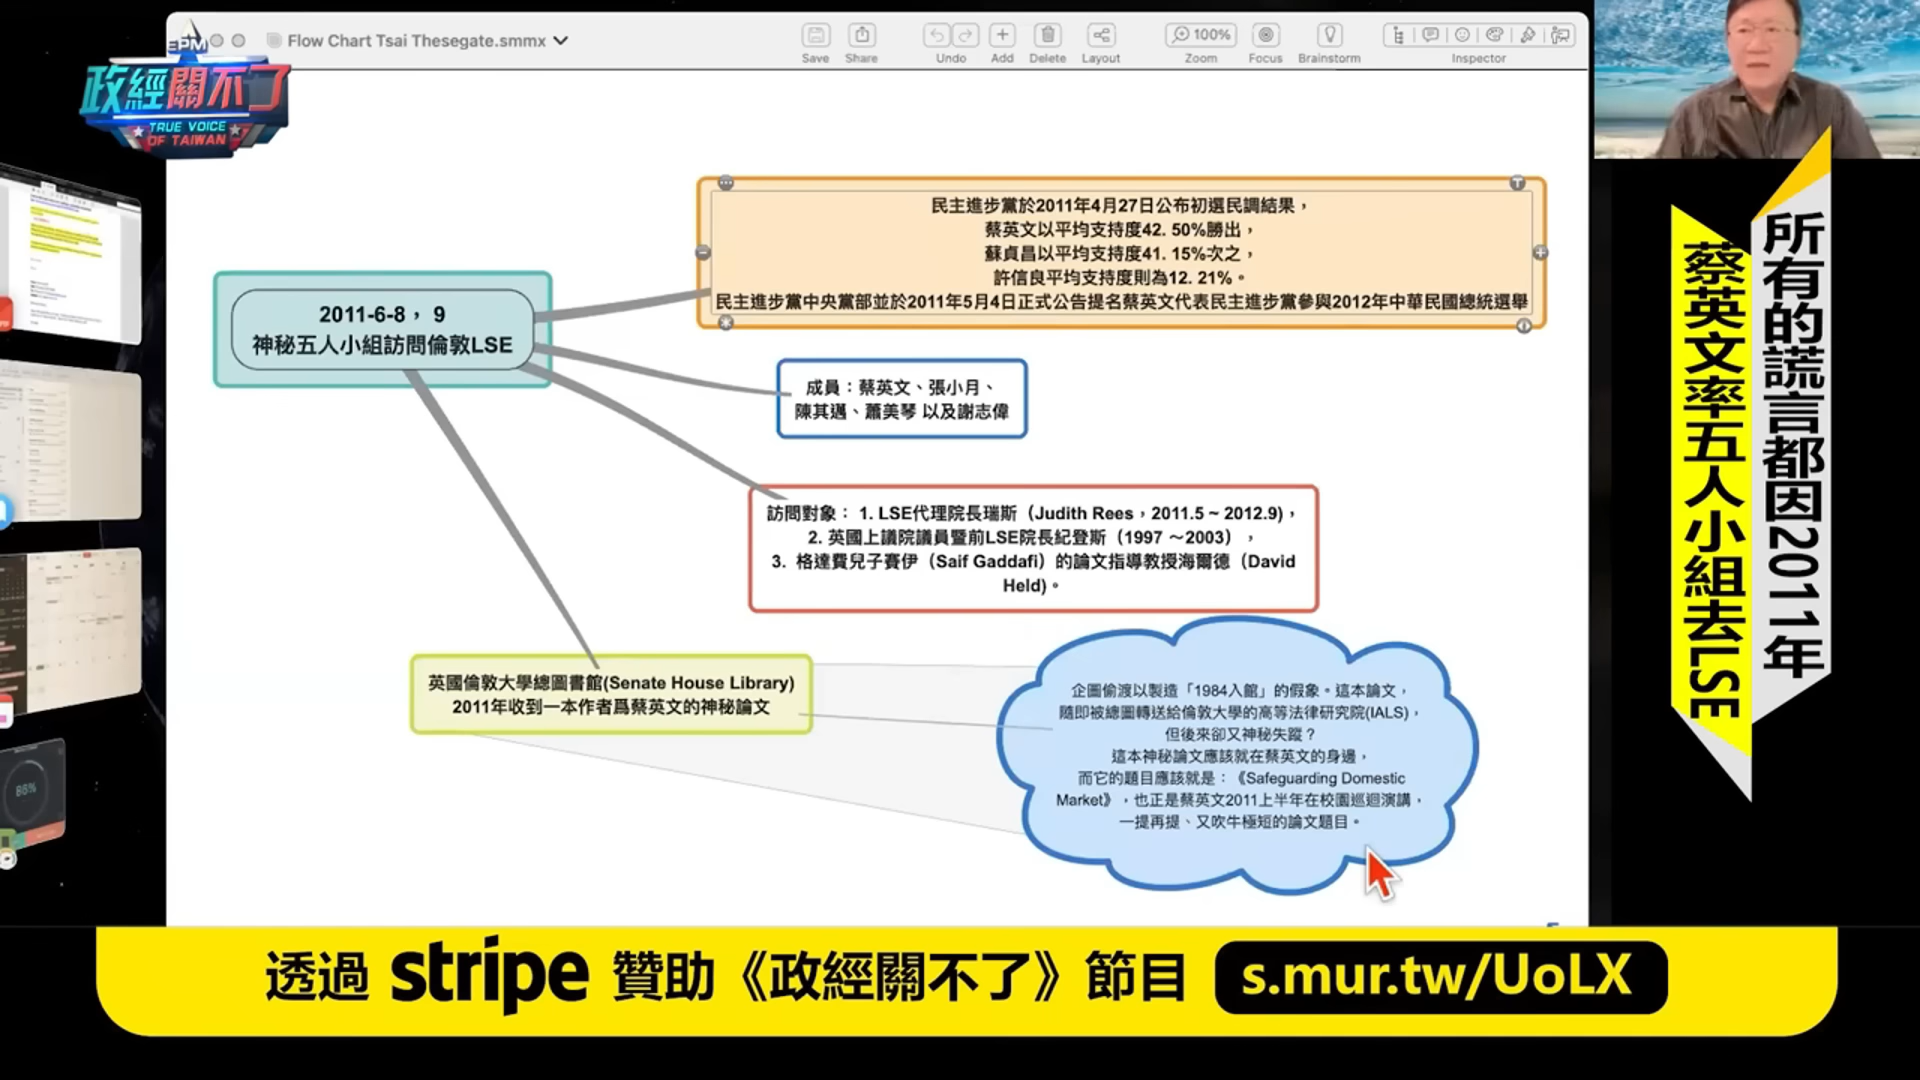 Flow Chart Tsai Thesegate.smmx
Save
Share
Undo
Add
Delete
Layout
100%
Zoom
Focus
Brainstorm
Inspector
EPM
政經關不了
TRUE VOICE
OF TAIWAN
民主進步黨於2011年4月27日公布初選民調結果，
蔡英文以平均支持度42. 50%勝出，
蘇貞昌以平均支持度41. 15%次之，
許信良平均支持度則為12. 21%。
民主進步黨中央黨部並於2011年5月4日正式公告提名蔡英文代表民主進步黨參與2012年中華民國總統選舉
2011-6-8， 9
神秘五人小組訪問倫敦LSE
成員：蔡英文、張小月、
陳其邁、蕭美琴 以及謝志偉
訪問對象： 1. LSE代理院長瑞斯（Judith Rees，2011.5 ~ 2012.9)，
2. 英國上議院議員暨前LSE院長紀登斯（1997 ～2003），
3. 格達費兒子賽伊（Saif Gaddafi）的論文指導教授海爾德（David
Held)。
英國倫敦大學總圖書館(Senate House Library)
2011年收到一本作者爲蔡英文的神秘論文
企圖偷渡以製造「1984入館」的假象。這本論文，
隨即被總圖轉送給倫敦大學的高等法律研究院(IALS)，
但後來卻又神秘失蹤？
這本神秘論文應該就在蔡英文的身邊，
而它的題目應該就是：《Safeguarding Domestic
Market》，也正是蔡英文2011上半年在校園巡迴演講，
一提再提、又吹牛極短的論文題目。
所有的謊言都因2011年
蔡英文率五人小組去LSE
86%
透過 stripe 贊助《政經關不了》節目 s.mur.tw/UoLX